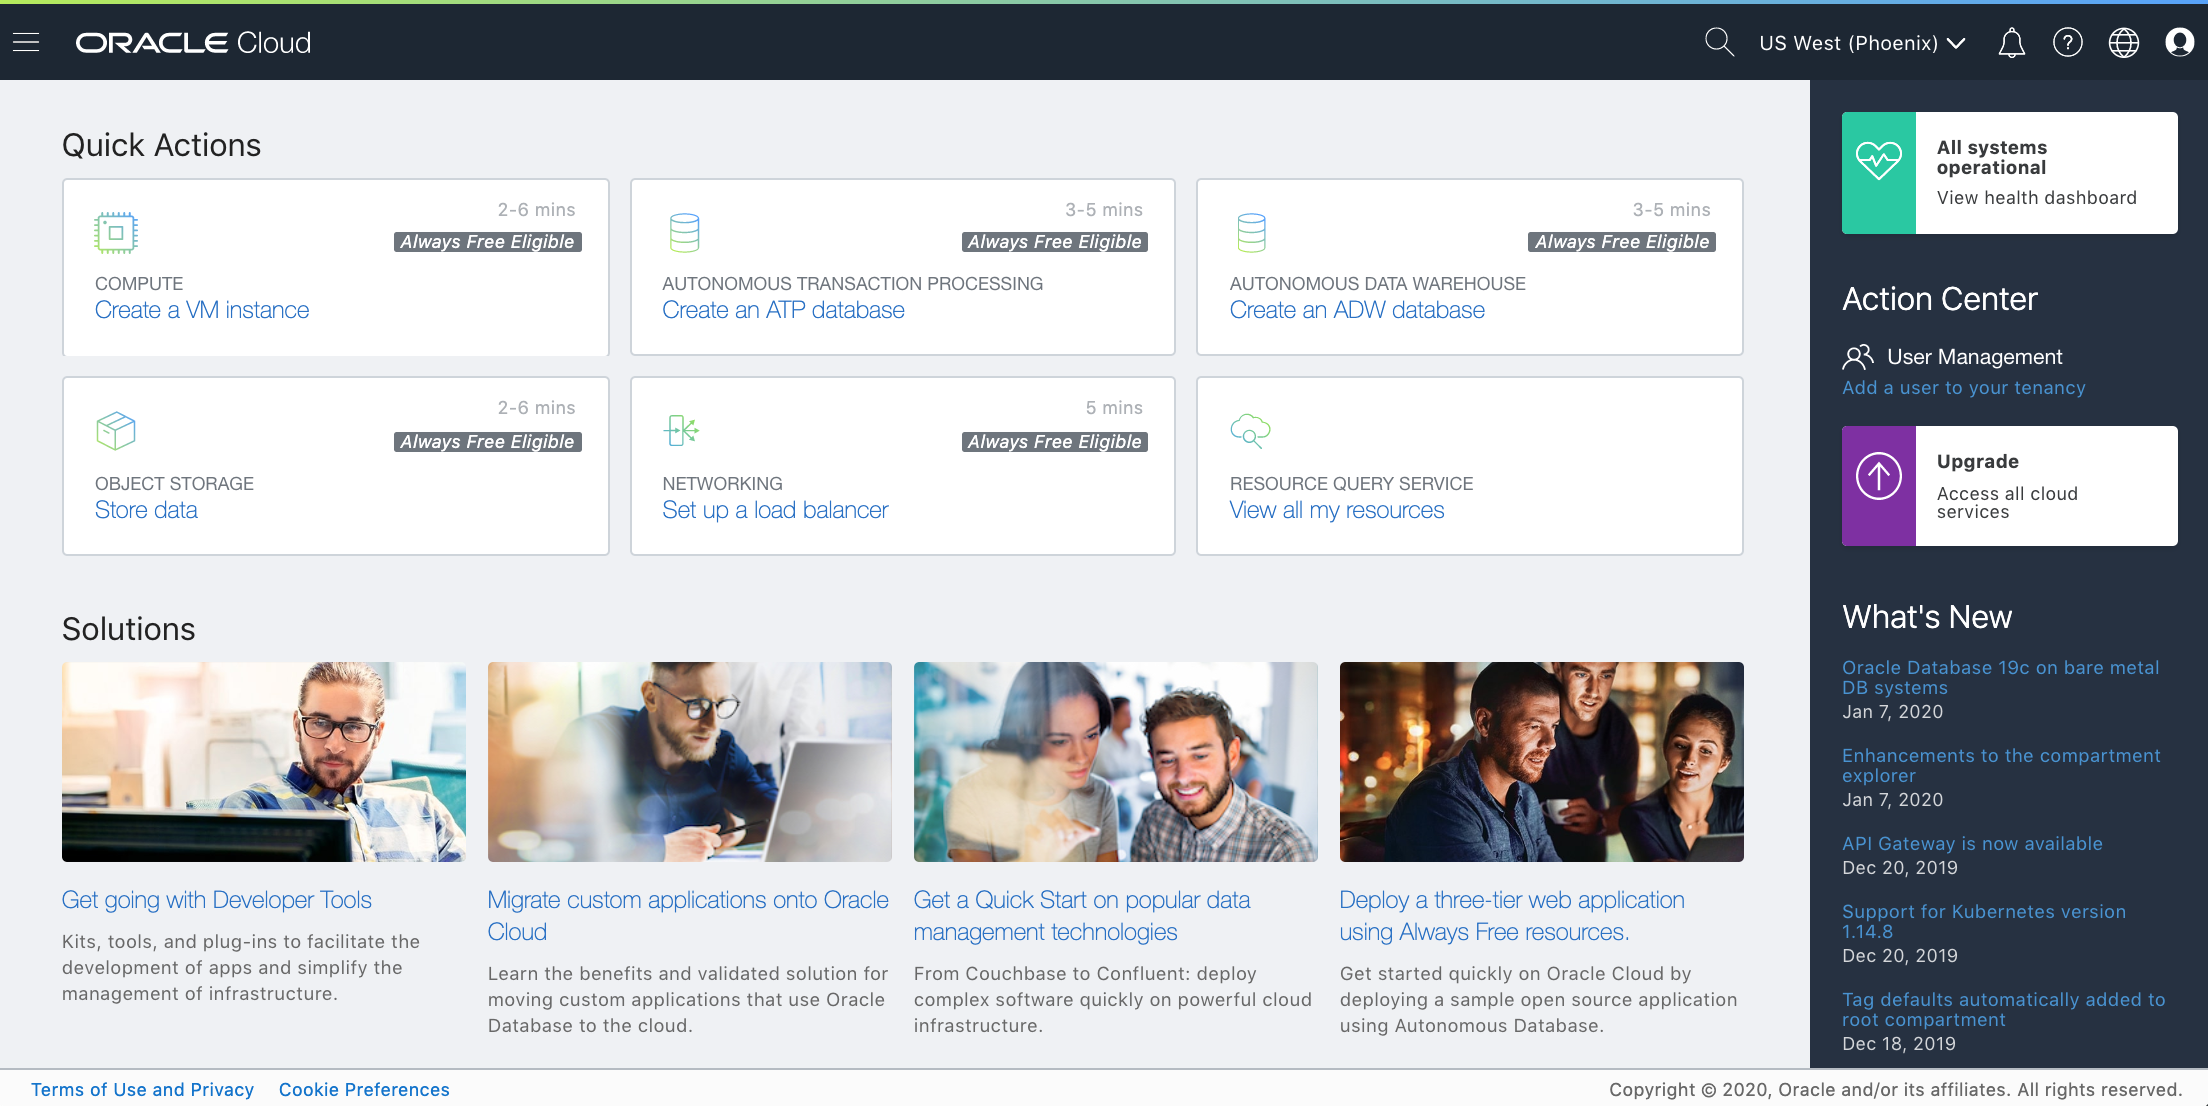 ORACLE Cloud
US West (Phoenix)
Quick Actions
2-6 mins
Always Free Eligible
COMPUTE
Create a VM instance
3-5 mins
Always Free Eligible
AUTONOMOUS TRANSACTION PROCESSING
Create an ATP database
3-5 mins
Always Free Eligible
AUTONOMOUS DATA WAREHOUSE
Create an ADW database
2-6 mins
Always Free Eligible
OBJECT STORAGE
Store data
5 mins
Always Free Eligible
NETWORKING
Set up a load balancer
RESOURCE QUERY SERVICE
View all my resources
Solutions
Get going with Developer Tools
Kits, tools, and plug-ins to facilitate the
development of apps and simplify the
management of infrastructure.
Migrate custom applications onto Oracle
Cloud
Learn the benefits and validated solution for
moving custom applications that use Oracle
Database to the cloud.
Get a Quick Start on popular data
management technologies
From Couchbase to Confluent: deploy
complex software quickly on powerful cloud
infrastructure.
Deploy a three-tier web application
using Always Free resources.
Get started quickly on Oracle Cloud by
deploying a sample open source application
using Autonomous Database.
All systems
operational
View health dashboard
Action Center
User Management
Add a user to your tenancy
Upgrade
Access all cloud
services
What's New
Oracle Database 19c on bare metal
DB systems
Jan 7, 2020
Enhancements to the compartment
explorer
Jan 7, 2020
API Gateway is now available
Dec 20, 2019
Support for Kubernetes version
1.14.8
Dec 20, 2019
Tag defaults automatically added to
root compartment
Dec 18, 2019
Terms of Use and Privacy
Cookie Preferences
Copyright © 2020, Oracle and/or its affiliates. All rights reserved.